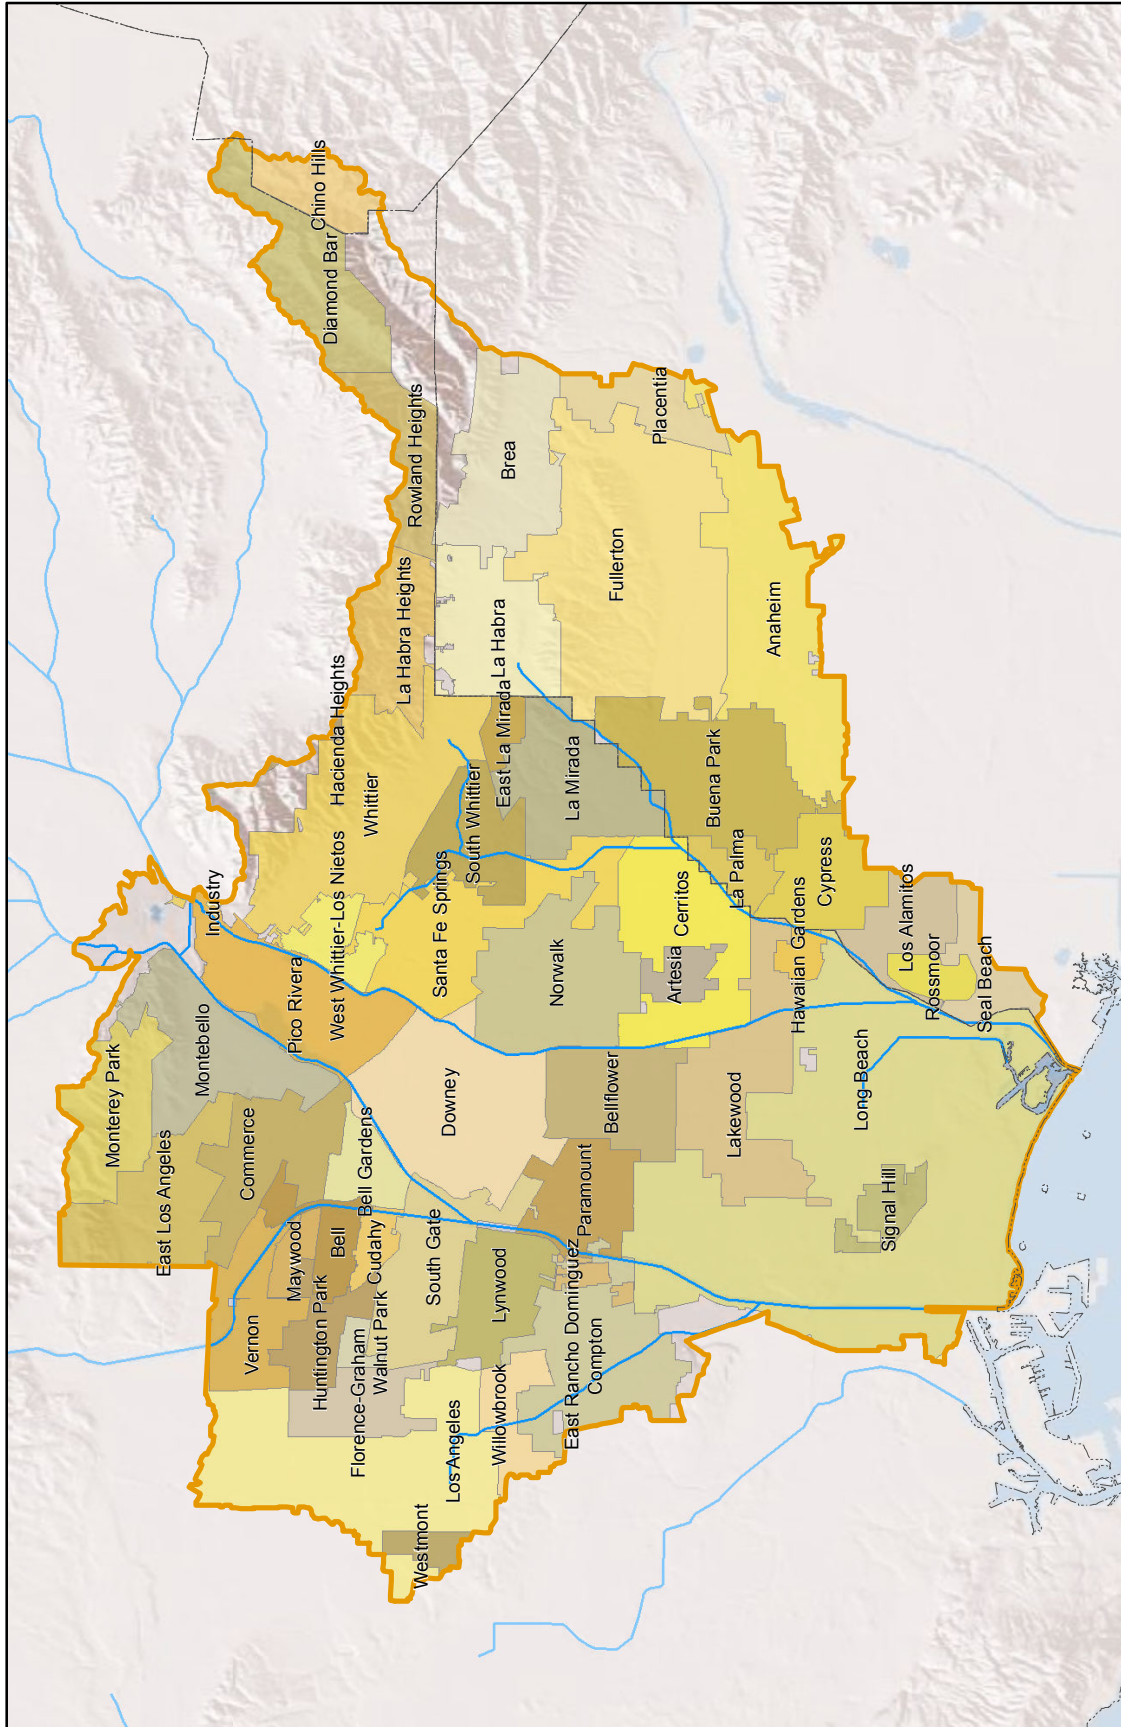 Chino Hills
Diamond Bar
Rowland Heights
Brea
Placentia
La Habra Heights
La Habra
Fullerton
Anaheim
Hacienda Heights
Whittier
East La Mirada
La Mirada
South Whittier
Buena Park
La Palma
Cypress
Industry
West Whittier-Los Nietos
Santa Fe Springs
Norwalk
Cerritos
Artesia
Hawaiian Gardens
Los Alamitos
Rossmoor
Seal Beach
Pico Rivera
Montebello
Monterey Park
Downey
Bellflower
Lakewood
Long Beach
East Los Angeles
Commerce
Bell Gardens
Paramount
Signal Hill
Maywood
Bell
Cudahy
South Gate
Lynwood
Vernon
Huntington Park
Walnut Park
Florence-Graham
East Rancho Dominguez
Compton
Willowbrook
Los Angeles
Westmont